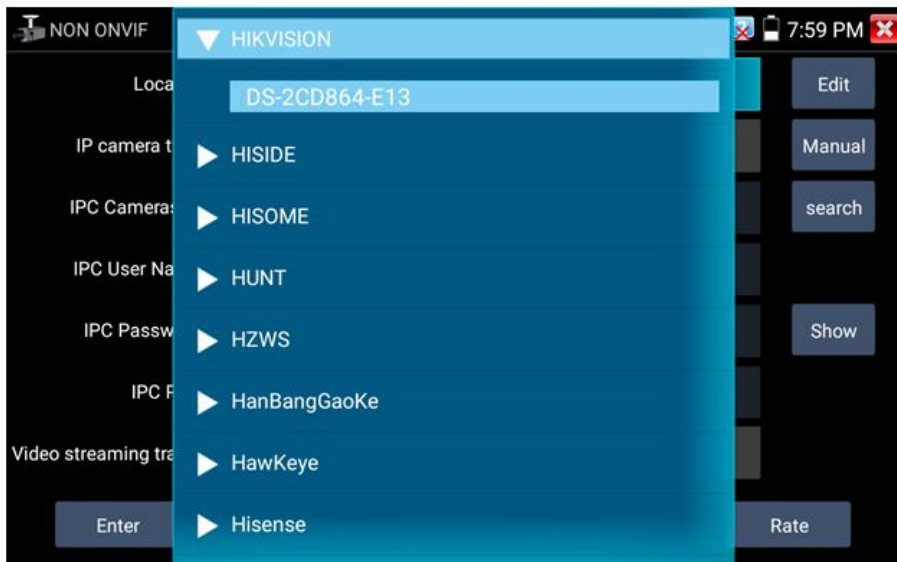 NON ONVIF
7:59 PM
HIKVISION
DS-2CD864-E13
HISIDE
HISOME
HUNT
HZWS
HanBangGaoKe
HawKeye
Hisense
Loca
IP camera t
IPC Cameras
IPC User Na
IPC Passw
IPC
Video streaming tra
Edit
Manual
search
Show
Enter
Rate